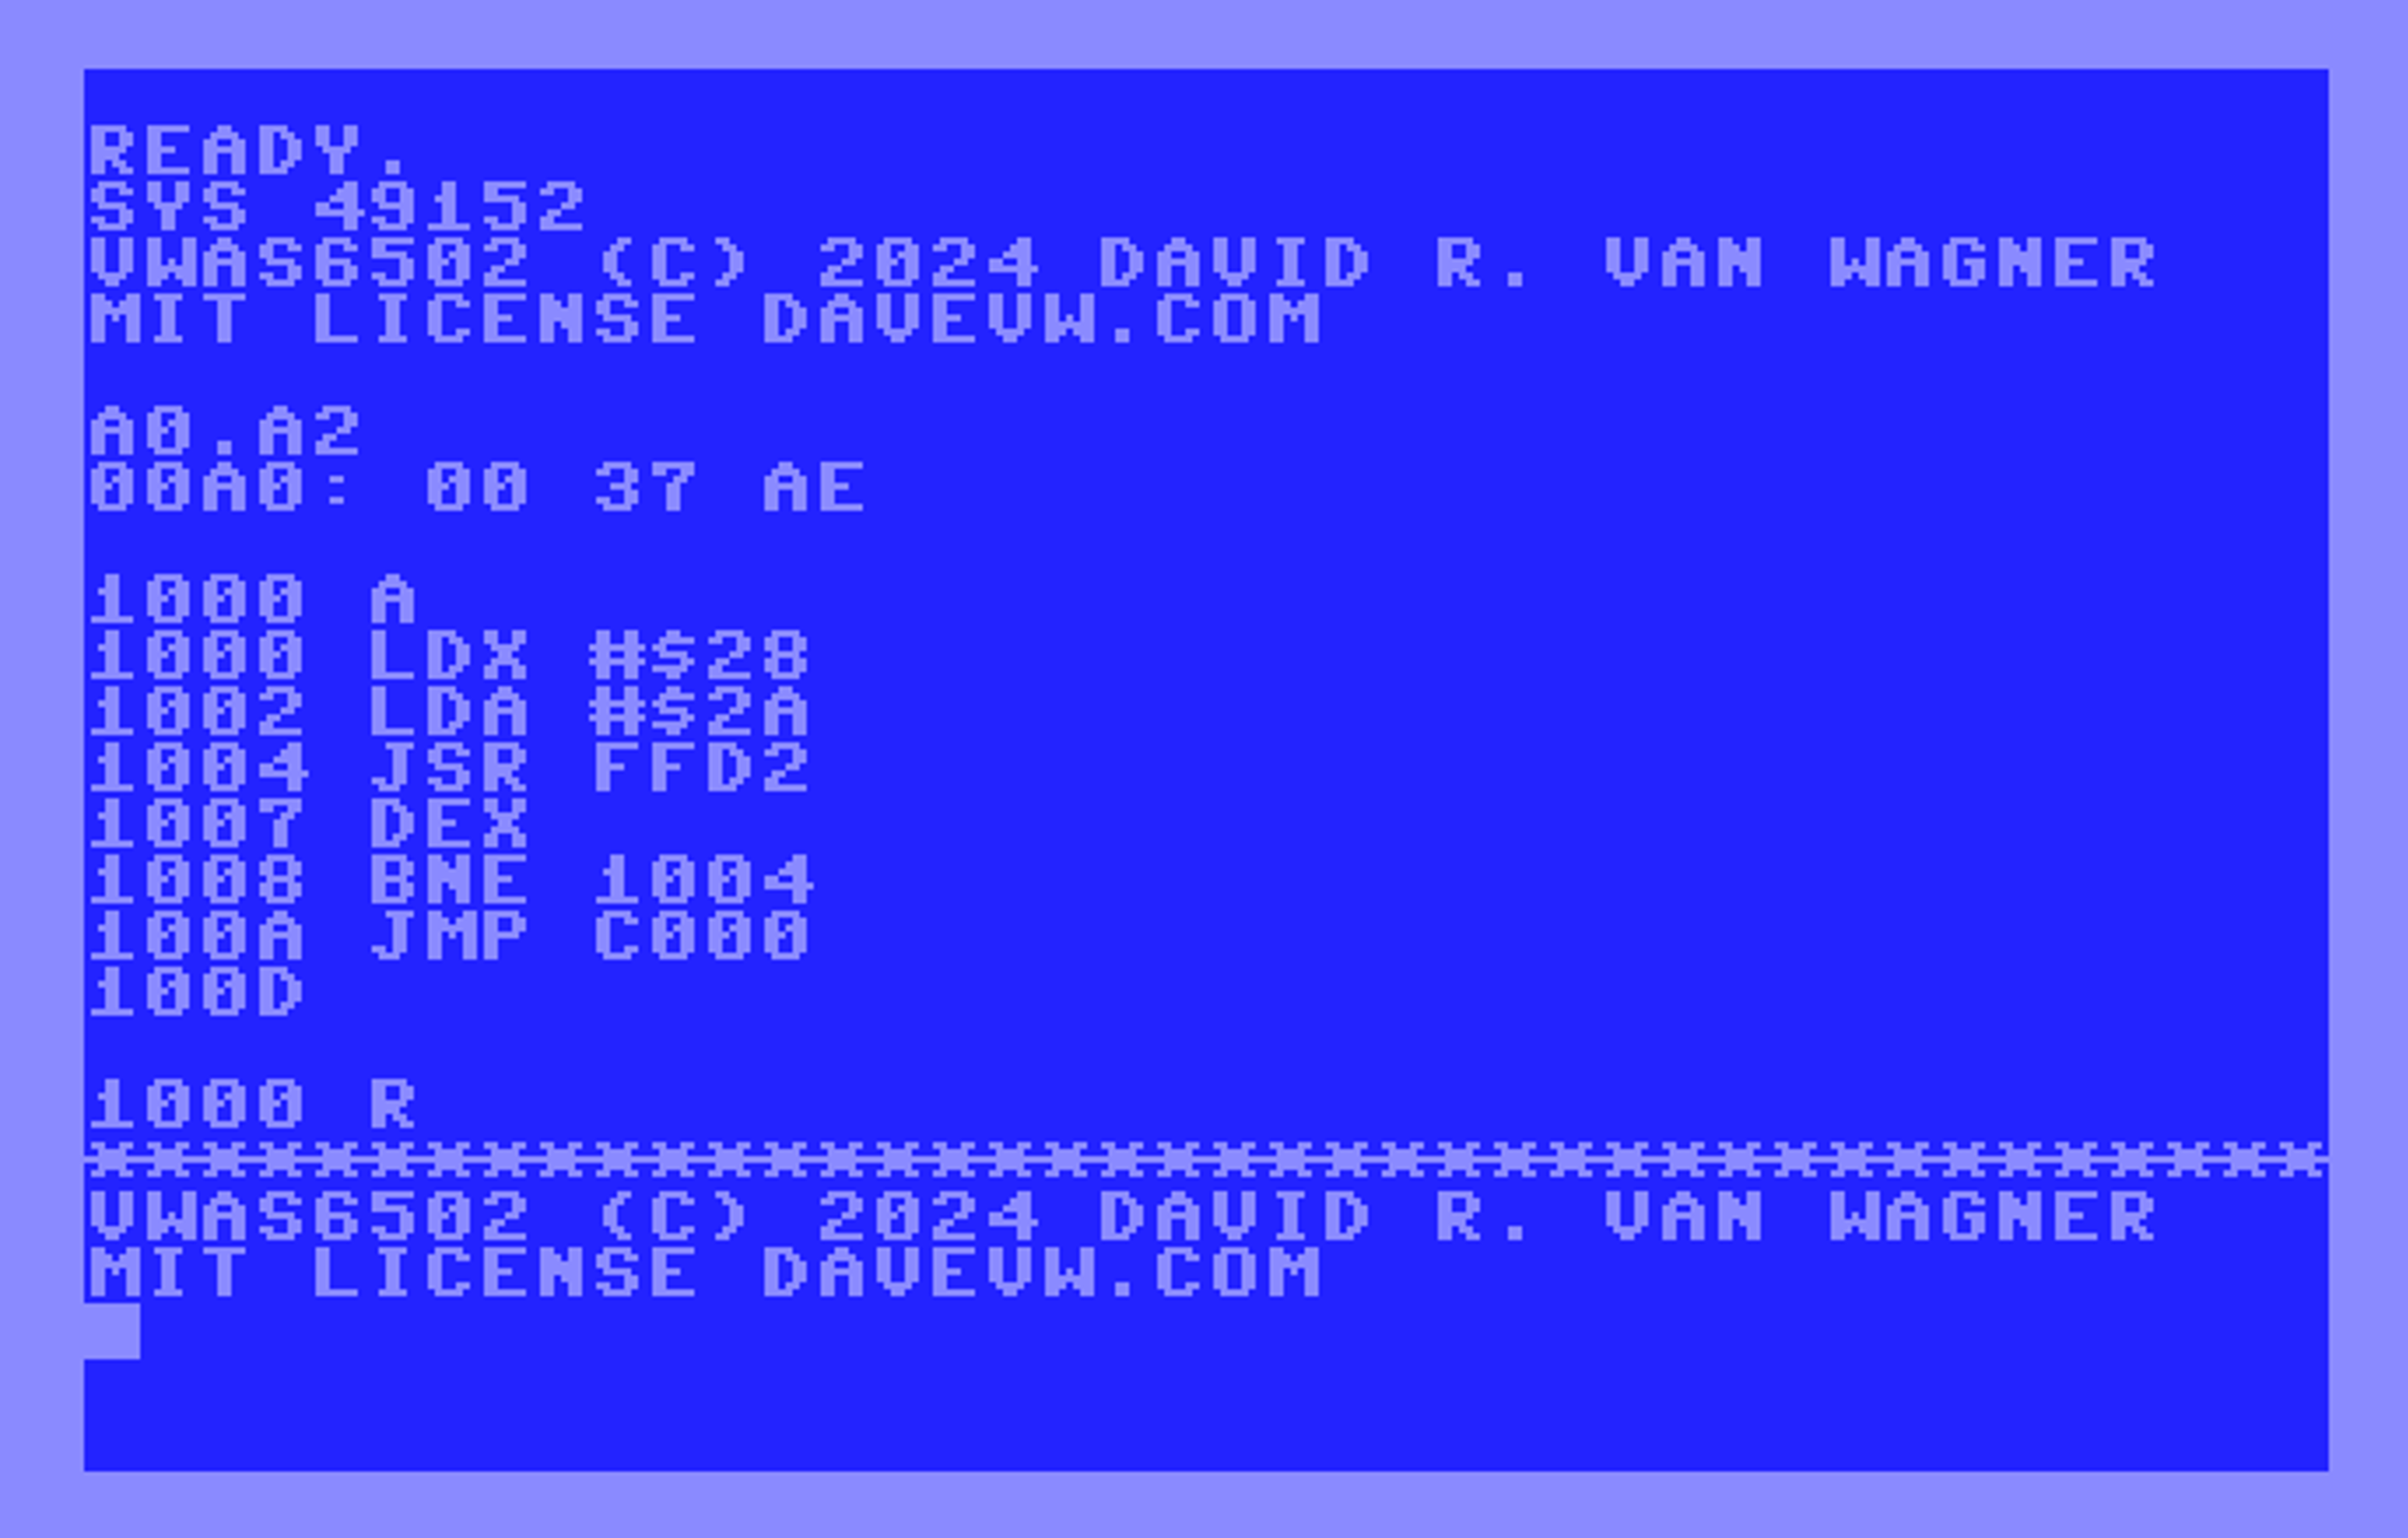 READY.
SYS 49152
VWAS6502 (C) 2024 DAVID R. VAN WAGNER
MIT LICENSE DAVEVW.COM
A0.A2
00A0: 00 37 AE
1000 A
1000 LDX #$28
1002 LDA #$2A
1004 JSR FFD2
1007 DEX
1008 BNE 1004
100A JMP C000
100D
1000 R
****************************************
VWAS6502 (C) 2024 DAVID R. VAN WAGNER
MIT LICENSE DAVEVW.COM